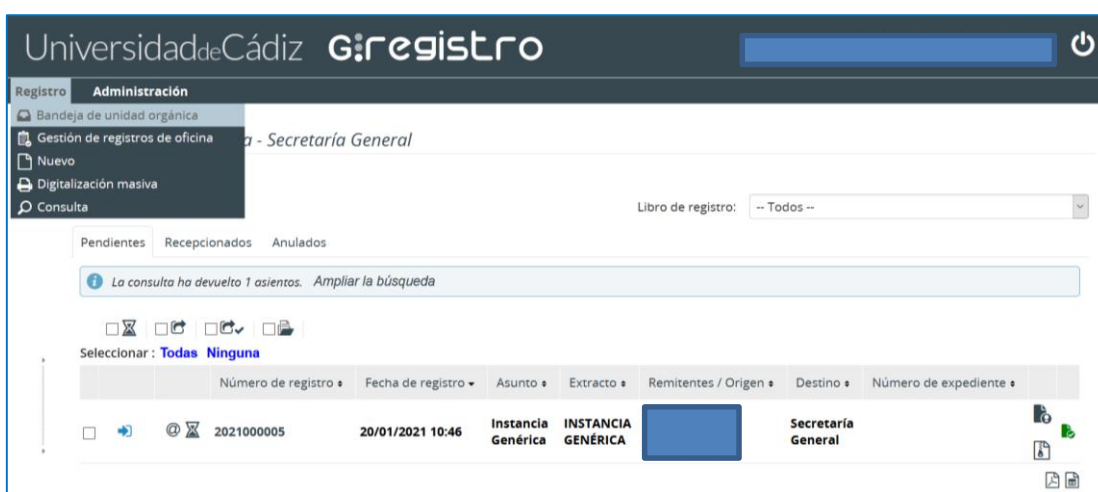 UniversidaddeCádiz G:registro
Registro Administración
Bandeja de unidad orgánica
Gestión de registros de oficina
a - Secretaría General
Nuevo
Digitalización masiva
Consulta
Libro de registro: -- Todos --
Pendientes Recepcionados Anulados
La consulta ha devuelto 1 asientos. Ampliar la búsqueda
Seleccionar : Todas Ninguna
Número de registro Fecha de registro Asunto Extracto Remitentes / Origen Destino Número de expediente
@ 2021000005 20/01/2021 10:46 Instancia Genérica INSTANCIA GENÉRICA Secretaría General